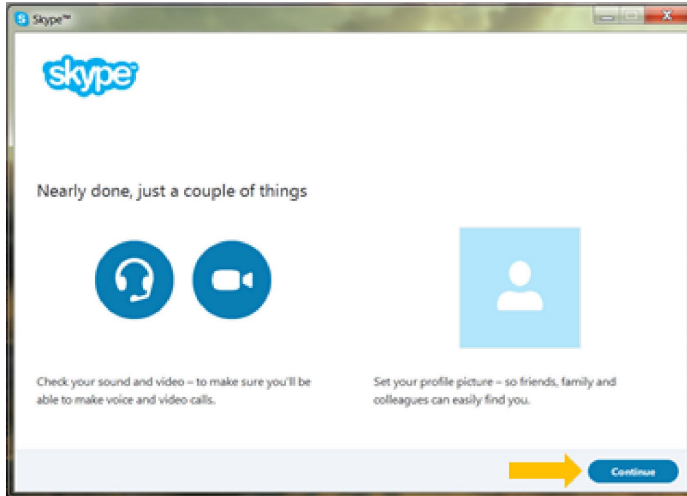 Skype™
skype™
Nearly done, just a couple of things
Check your sound and video – to make sure you'll be
able to make voice and video calls.
Set your profile picture – so friends, family and
colleagues can easily find you.
Continue